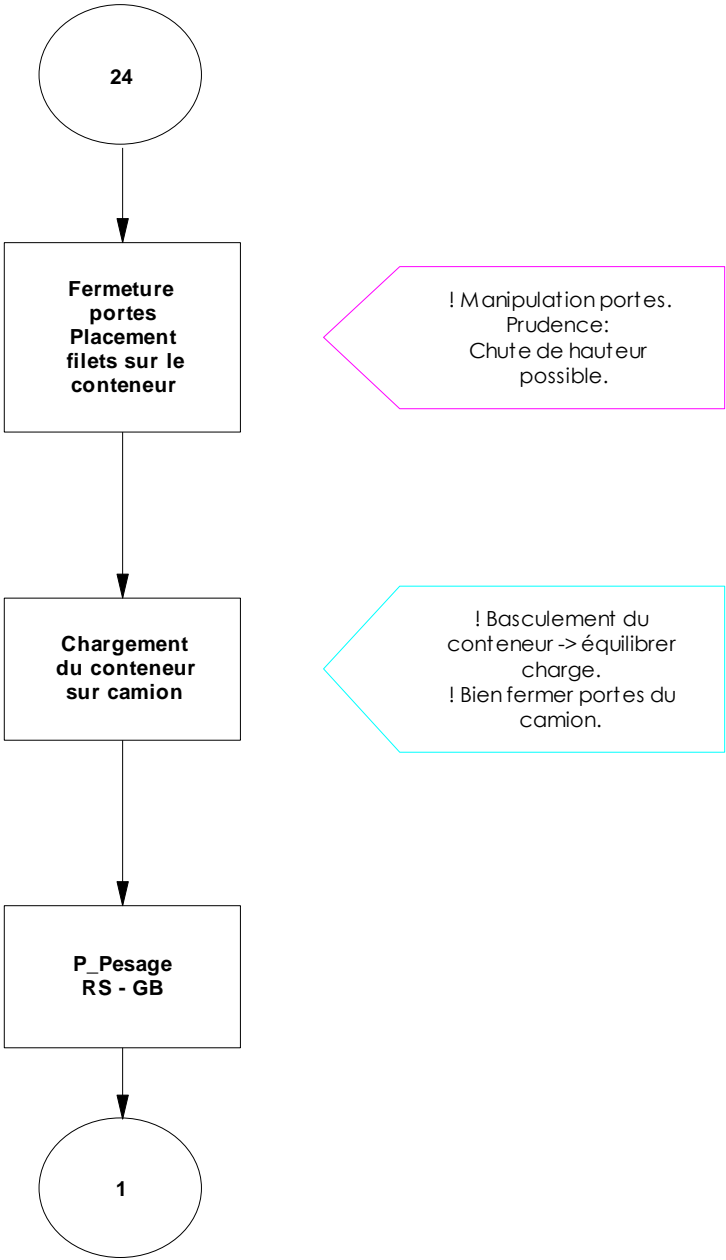 24
Fermeture
portes
Placement
filets sur le
conteneur
! Manipulation portes.
Prudence:
Chute de hauteur
possible.
Chargement
du conteneur
sur camion
! Basculement du
conteneur -> équilibrer
charge.
! Bien fermer portes du
camion.
P_Pesage
RS - GB
1